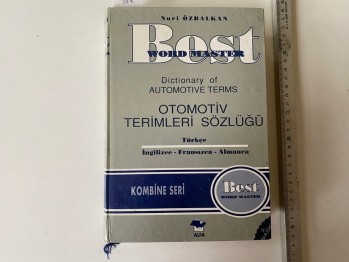 Nuri ÖZBALKAN
Best
WORD MASTER
Dictionary of
AUTOMOTIVE TERMS
OTOMOTİV
TERİMLERİ SÖZLÜĞÜ
Türkçe
İngilizce - Fransızca - Almanca
KOMBİNE SERİ
Best
WORD MASTER
ALFA